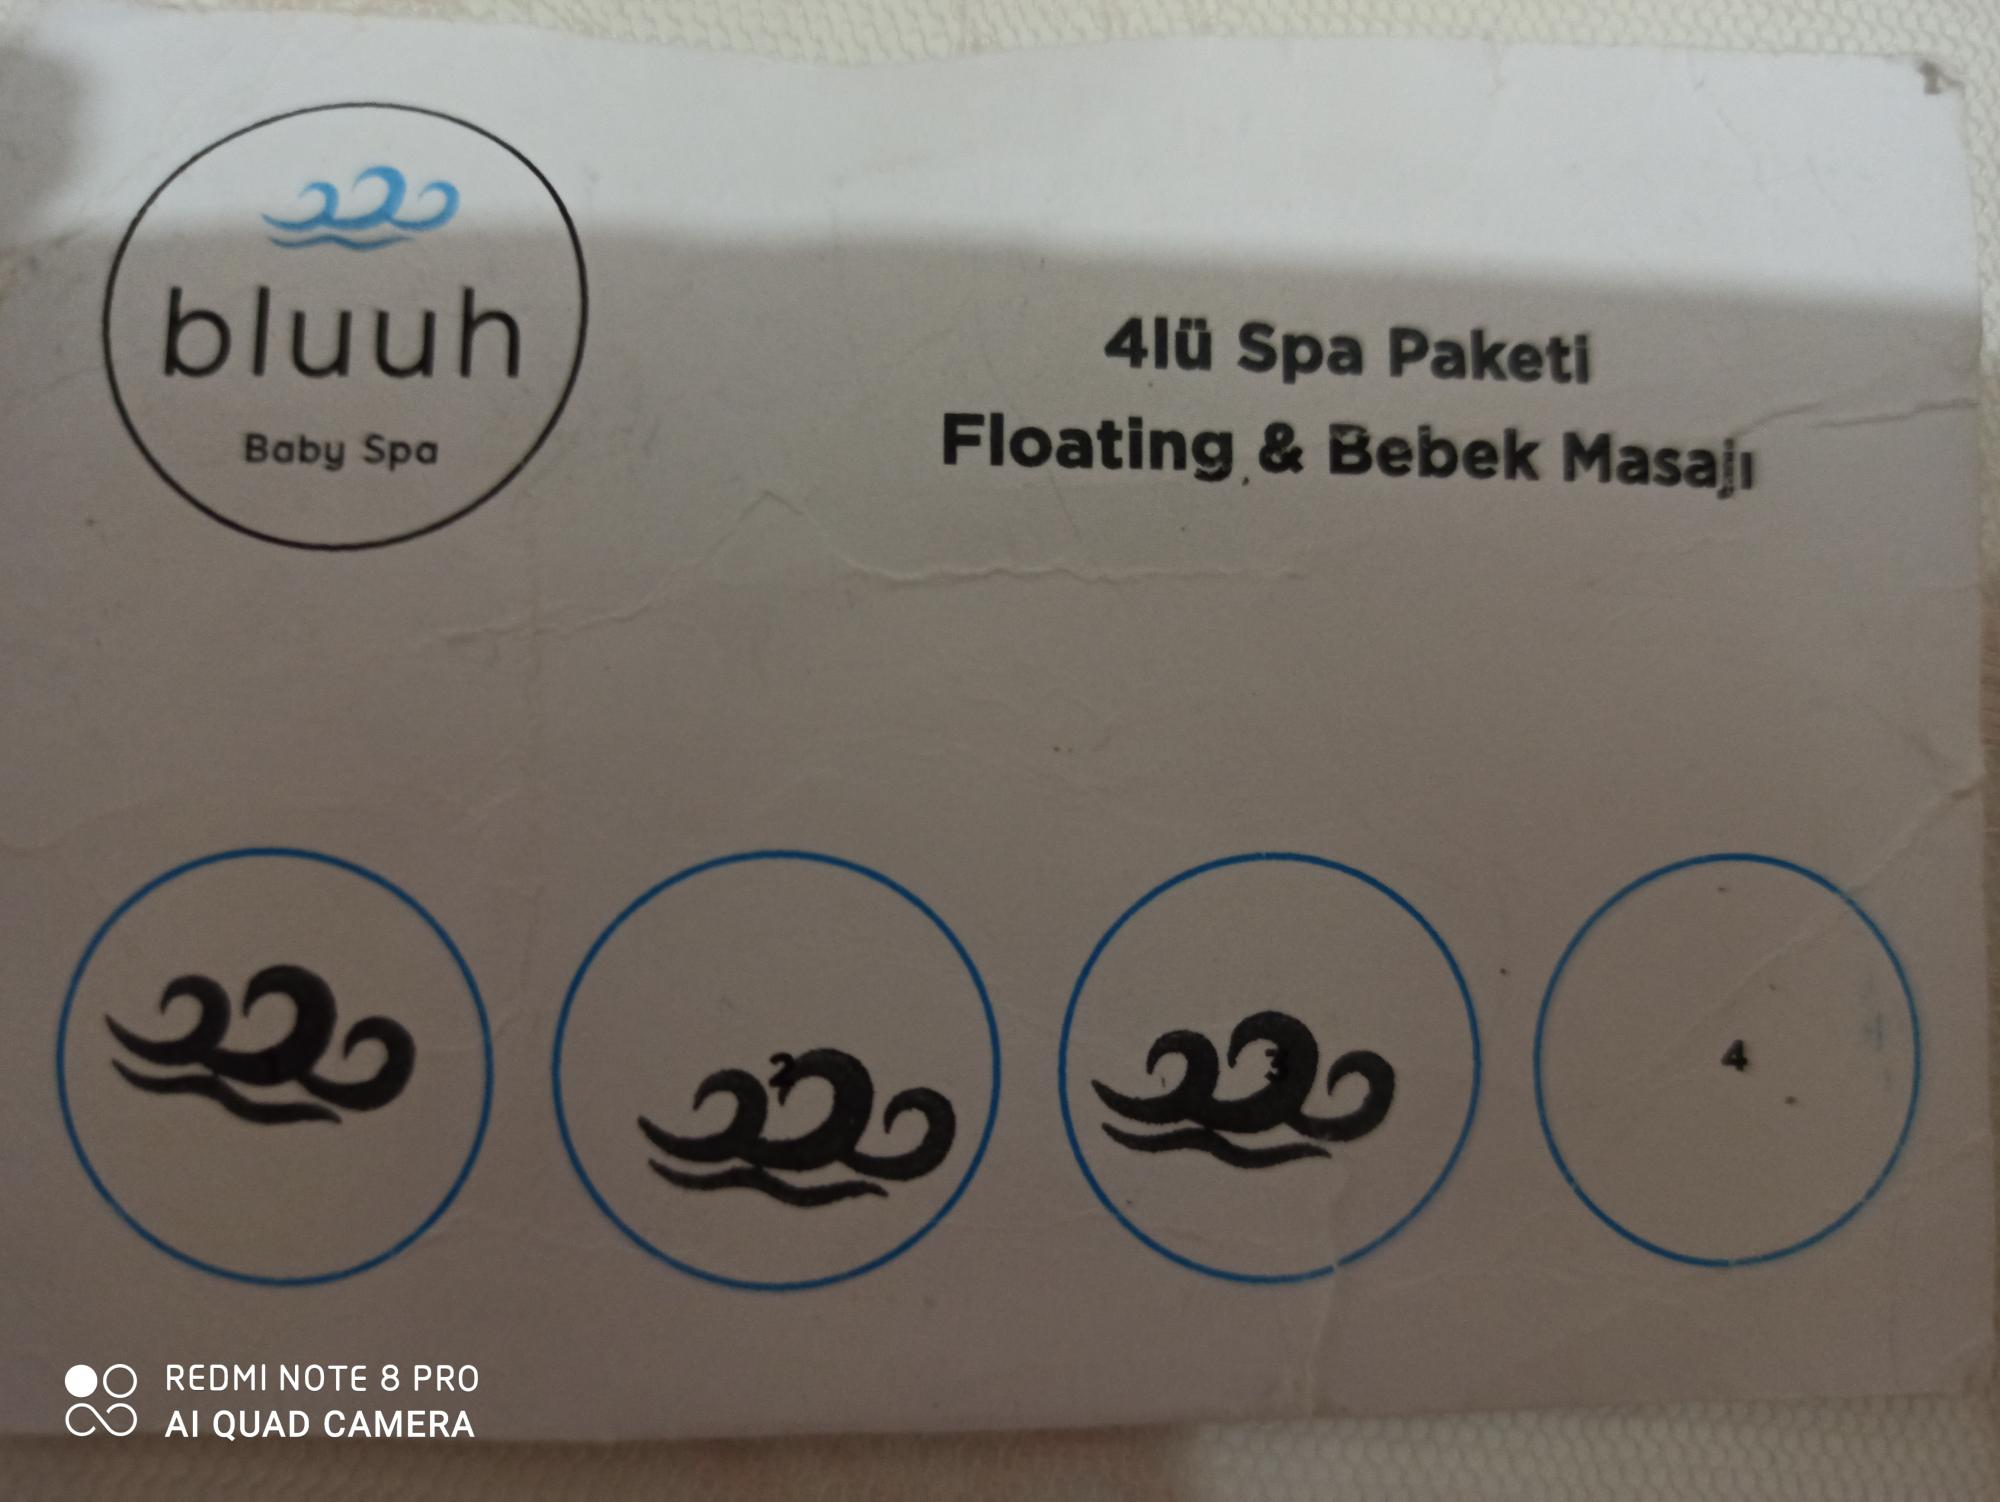 bluuh
Baby Spa
4lü Spa Paketi
Floating & Bebek Masajı
2
3
4
REDMI NOTE 8 PRO
AI QUAD CAMERA